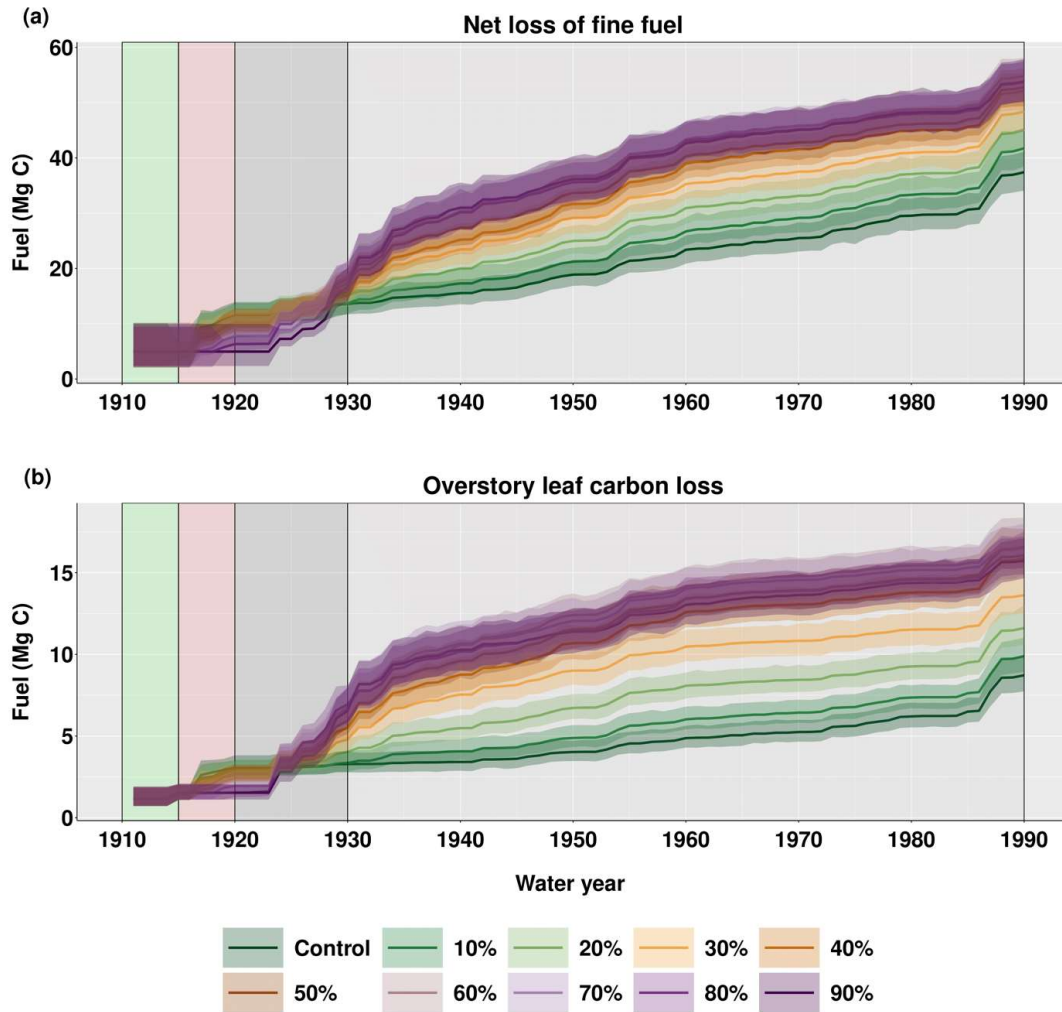 (a)
Net loss of fine fuel
Fuel (Mg C)
60
40
20
0
1910 1920 1930 1940 1950 1960 1970 1980 1990
(b)
Overstory leaf carbon loss
Fuel (Mg C)
15
10
5
0
1910 1920 1930 1940 1950 1960 1970 1980 1990
Water year
Control 10% 20% 30% 40%
50% 60% 70% 80% 90%